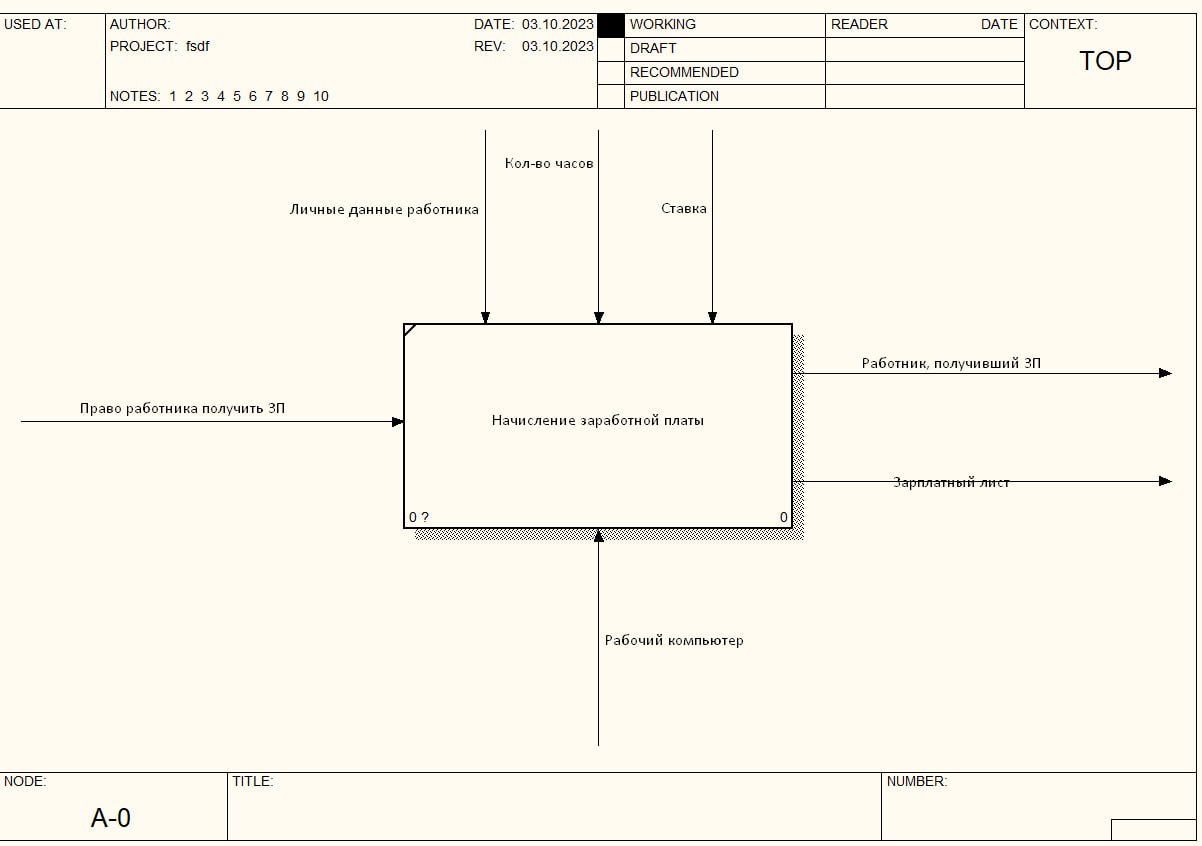 USED AT:
AUTHOR:
DATE: 03.10.2023
WORKING
READER
DATE
CONTEXT:
PROJECT: fsdf
REV: 03.10.2023
DRAFT
TOP
RECOMMENDED
NOTES: 1 2 3 4 5 6 7 8 9 10
PUBLICATION
Кол-во часов
Личные данные работника
Ставка
Работник, получивший ЗП
Право работника получить ЗП
Начисление заработной платы
Зарплатный лист
0 ?
0
Рабочий компьютер
NODE:
TITLE:
NUMBER:
A-0